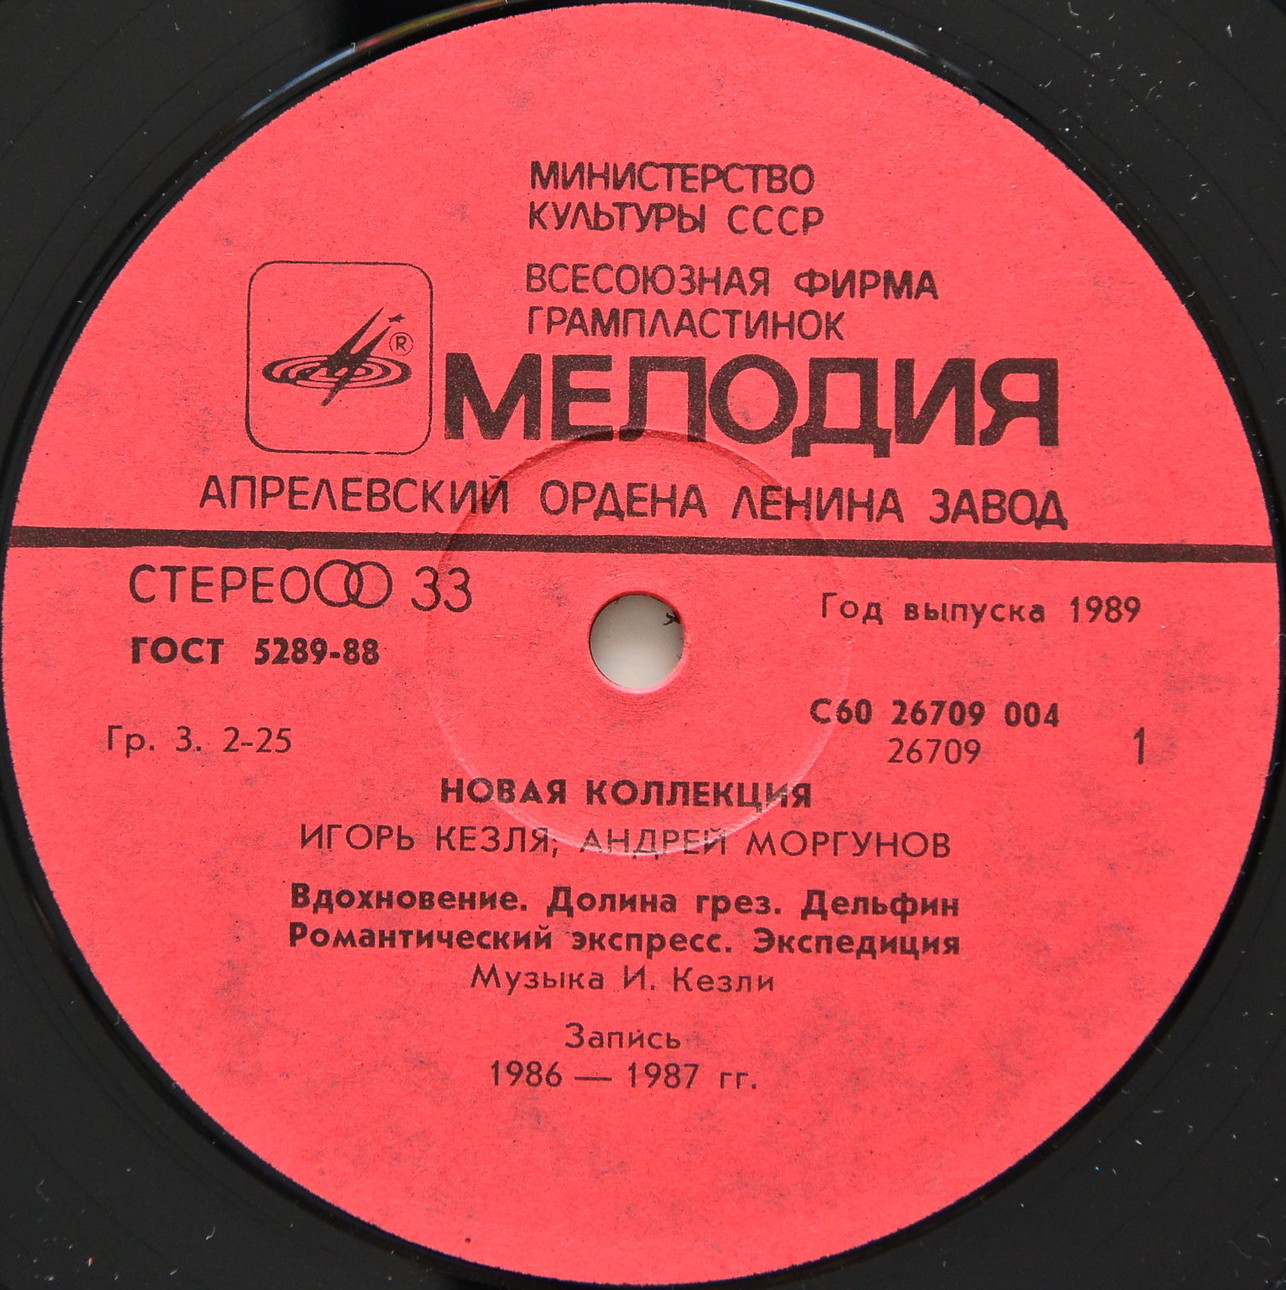 МИНИСТЕРСТВО
КУЛЬТУРЫ СССР
ВСЕСОЮЗНАЯ ФИРМА
ГРАМПЛАСТИНОК
®
МЕЛОДИЯ
АПРЕЛЕВСКИЙ ОРДЕНА ЛЕНИНА ЗАВОД
СТЕРЕО 33
Год выпуска 1989
ГОСТ 5289-88
С60 26709 004
Гр. 3. 2-25
26709
1
НОВАЯ КОЛЛЕКЦИЯ
ИГОРЬ КЕЗЛЯ; АНДРЕЙ МОРГУНОВ
Вдохновение. Долина грез. Дельфин
Романтический экспресс. Экспедиция
Музыка И. Кезли
Запись
1986 — 1987 гг.